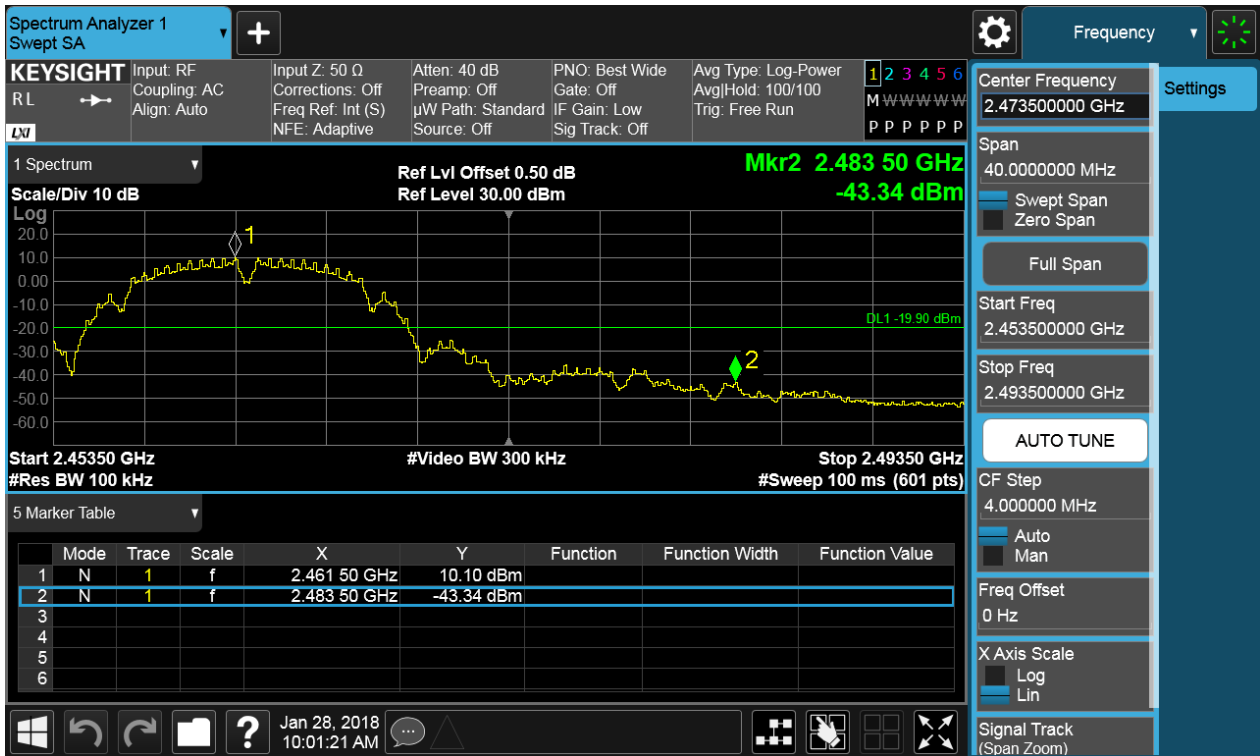 Spectrum Analyzer 1
Swept SA
Frequency
KEYSIGHT
R L
LXI
Input: RF
Coupling: AC
Align: Auto
Input Z: 50 Ω
Corrections: Off
Freq Ref: Int (S)
NFE: Adaptive
Atten: 40 dB
Preamp: Off
µW Path: Standard
Source: Off
PNO: Best Wide
Gate: Off
IF Gain: Low
Sig Track: Off
Avg Type: Log-Power
Avg|Hold: 100/100
Trig: Free Run
1 2 3 4 5 6
M W W W W W
P P P P P P
1 Spectrum
Scale/Div 10 dB
Ref Lvl Offset 0.50 dB
Ref Level 30.00 dBm
Mkr2 2.483 50 GHz
-43.34 dBm
Log
20.0
10.0
0.00
-10.0
-20.0
-30.0
-40.0
-50.0
-60.0
1
2
DL1 -19.90 dBm
Start 2.45350 GHz
#Video BW 300 kHz
Stop 2.49350 GHz
#Res BW 100 kHz
#Sweep 100 ms (601 pts)
5 Marker Table
Mode Trace Scale X Y Function Function Width Function Value
1 N 1 f 2.461 50 GHz 10.10 dBm
2 N 1 f 2.483 50 GHz -43.34 dBm
3
4
5
6
?
Jan 28, 2018
10:01:21 AM
Settings
Center Frequency
2.473500000 GHz
Span
40.0000000 MHz
Swept Span
Zero Span
Full Span
Start Freq
2.453500000 GHz
Stop Freq
2.493500000 GHz
AUTO TUNE
CF Step
4.000000 MHz
Auto
Man
Freq Offset
0 Hz
X Axis Scale
Log
Lin
Signal Track
(Span Zoom)